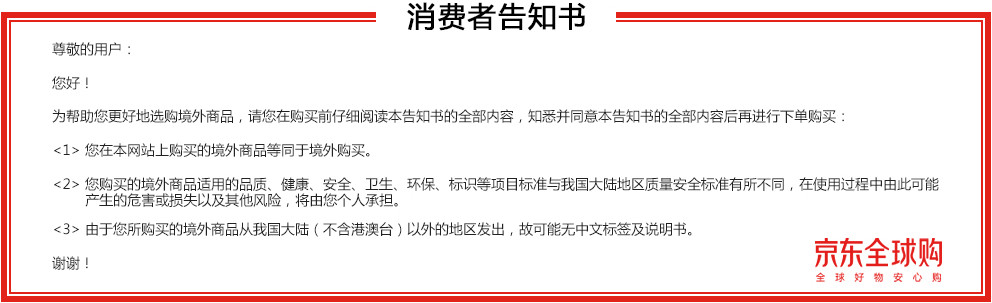 消费者告知书
尊敬的用户：
您好！
为帮助您更好地选购境外商品，请您在购买前仔细阅读本告知书的全部内容，知悉并同意本告知书的全部内容后再进行下单购买：
<1> 您在本网站上购买的境外商品等同于境外购买。
<2> 您购买的境外商品适用的品质、健康、安全、卫生、环保、标识等项目标准与我国大陆地区质量安全标准有所不同，在使用过程中由此可能
产生的危害或损失以及其他风险，将由您个人承担。
<3> 由于您所购买的境外商品从我国大陆（不含港澳台）以外的地区发出，故可能无中文标签及说明书。
谢谢！
京东全球购
全球好物安心购